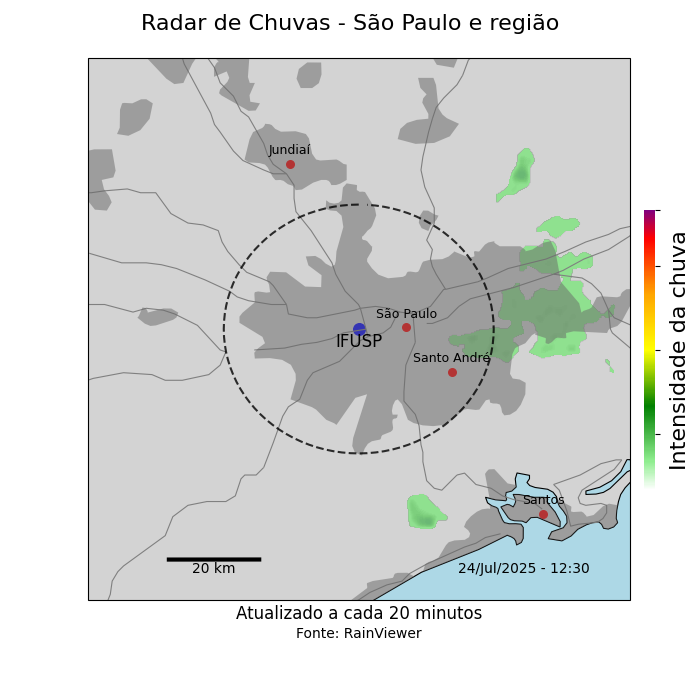 Radar de Chuvas - São Paulo e região
Jundiaí
São Paulo
IFUSP
Santo André
Intensidade da chuva
Santos
20 km
24/Jul/2025 - 12:30
Atualizado a cada 20 minutos
Fonte: RainViewer